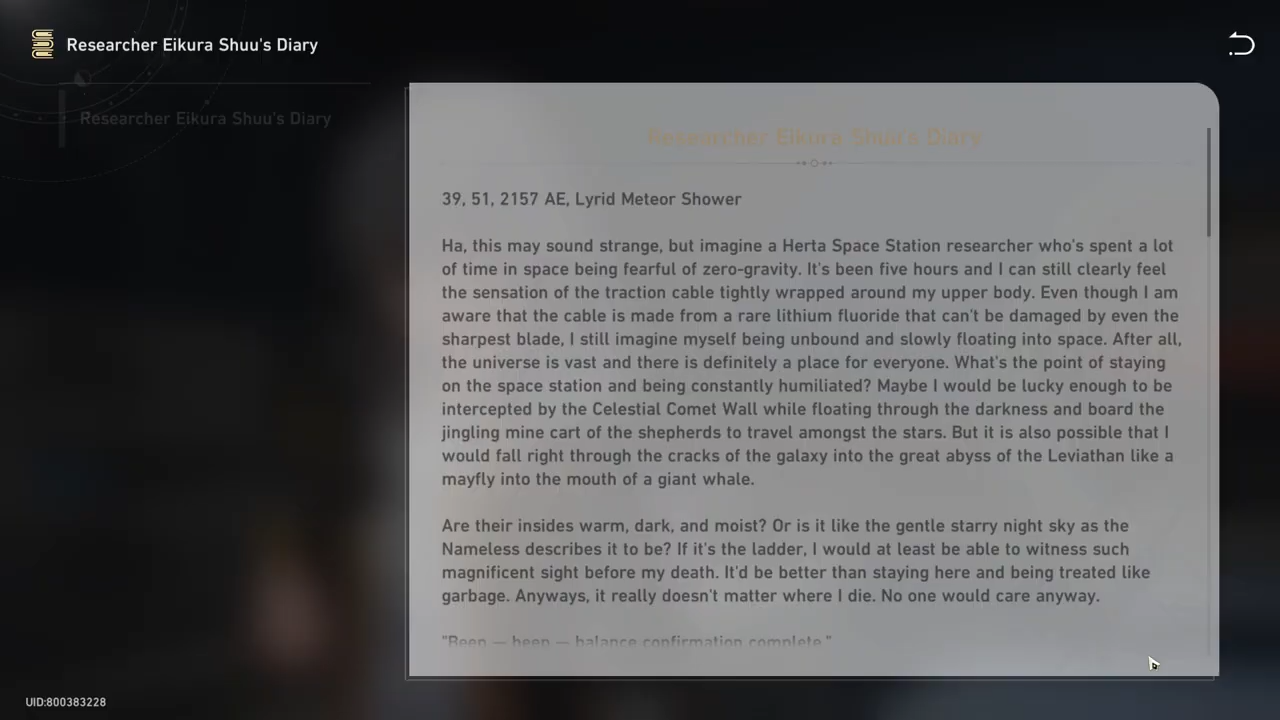 Researcher Eikura Shuu's Diary
Researcher Eikura Shuu's Diary
Researcher Eikura Shuu's Diary
39, 51, 2157 AE, Lyrid Meteor Shower
Ha, this may sound strange, but imagine a Herta Space Station researcher who's spent a lot
of time in space being fearful of zero-gravity. It's been five hours and I can still clearly feel
the sensation of the traction cable tightly wrapped around my upper body. Even though I am
aware that the cable is made from a rare lithium fluoride that can't be damaged by even the
sharpest blade, I still imagine myself being unbound and slowly floating into space. After all,
the universe is vast and there is definitely a place for everyone. What's the point of staying
on the space station and being constantly humiliated? Maybe I would be lucky enough to be
intercepted by the Celestial Comet Wall while floating through the darkness and board the
jingling mine cart of the shepherds to travel amongst the stars. But it is also possible that I
would fall right through the cracks of the galaxy into the great abyss of the Leviathan like a
mayfly into the mouth of a giant whale.
Are their insides warm, dark, and moist? Or is it like the gentle starry night sky as the
Nameless describes it to be? If it's the ladder, I would at least be able to witness such
magnificent sight before my death. It'd be better than staying here and being treated like
garbage. Anyways, it really doesn't matter where I die. No one would care anyway.
"Beep — beep — balance confirmation complete."
UID:800383228